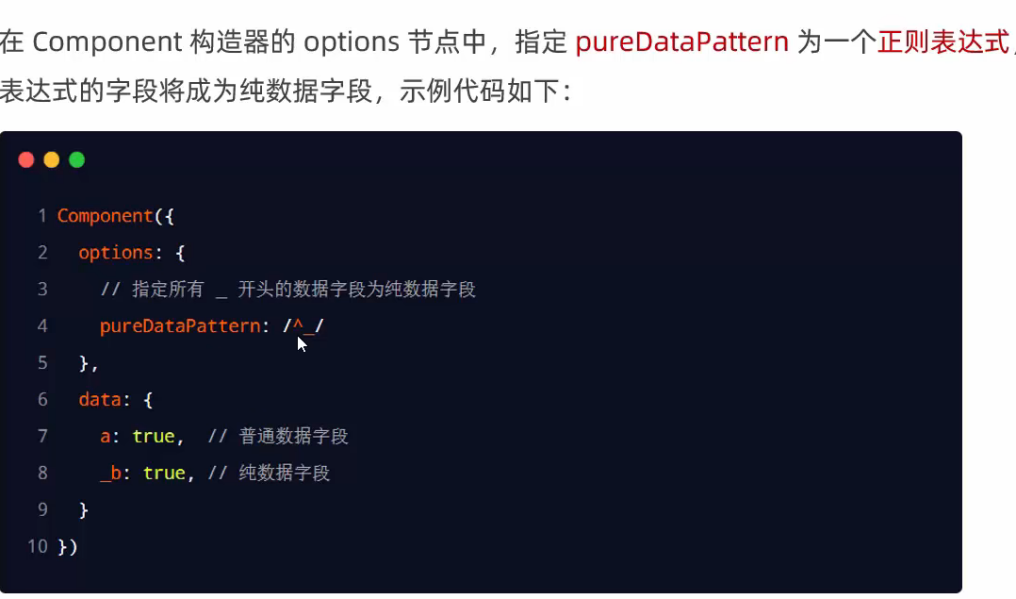 在 Component 构造器的 options 节点中，指定 pureDataPattern 为一个正则表达式，
表达式的字段将成为纯数据字段，示例代码如下：
1 Component({
2 options: {
3 // 指定所有 _ 开头的数据字段为纯数据字段
4 pureDataPattern: /^_/
5 },
6 data: {
7 a: true, // 普通数据字段
8 _b: true, // 纯数据字段
9 }
10 })